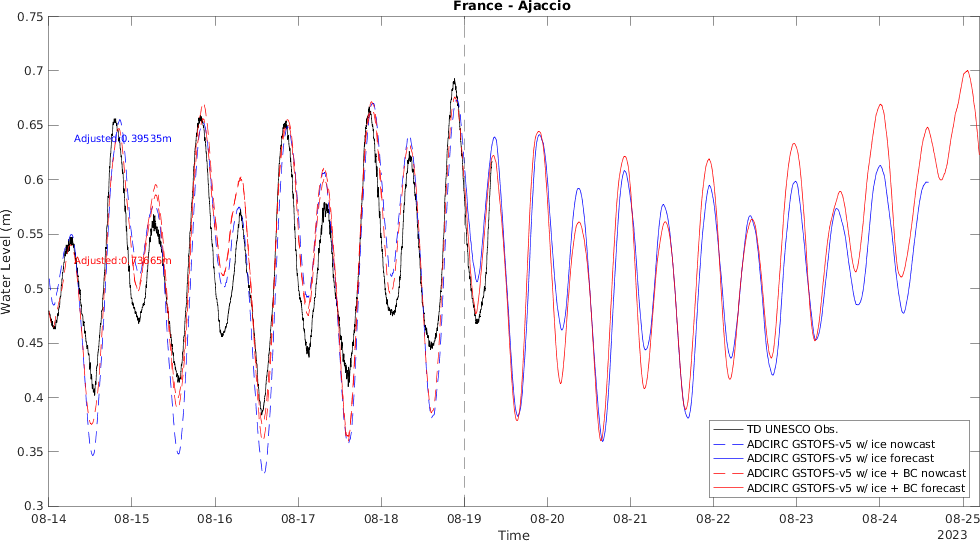 France - Ajaccio
0.75
0.7
0.65
0.6
0.55
0.5
0.45
0.4
0.35
0.3
Water Level (m)
Adjusted:0.39535m
Adjusted:0.73665m
TD UNESCO Obs.
ADCIRC GSTOFS-v5 w/ ice nowcast
ADCIRC GSTOFS-v5 w/ ice forecast
ADCIRC GSTOFS-v5 w/ ice + BC nowcast
ADCIRC GSTOFS-v5 w/ ice + BC forecast
08-14 08-15 08-16 08-17 08-18 08-19 08-20 08-21 08-22 08-23 08-24 08-25
Time
2023